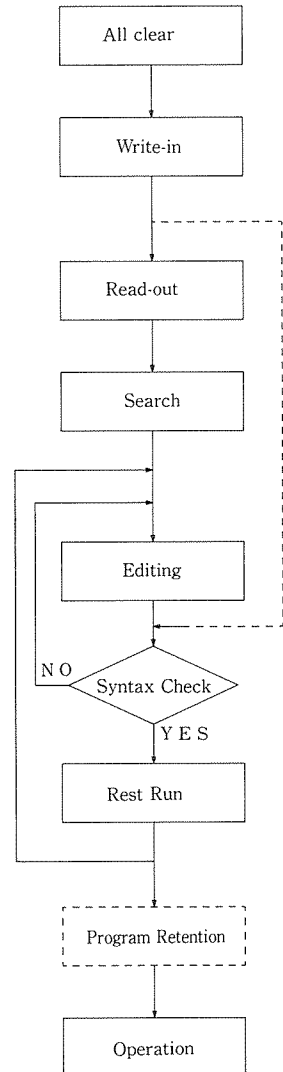 All clear
Write-in
Read-out
Search
Editing
N O
Syntax Check
Y E S
Rest Run
Program Retention
Operation